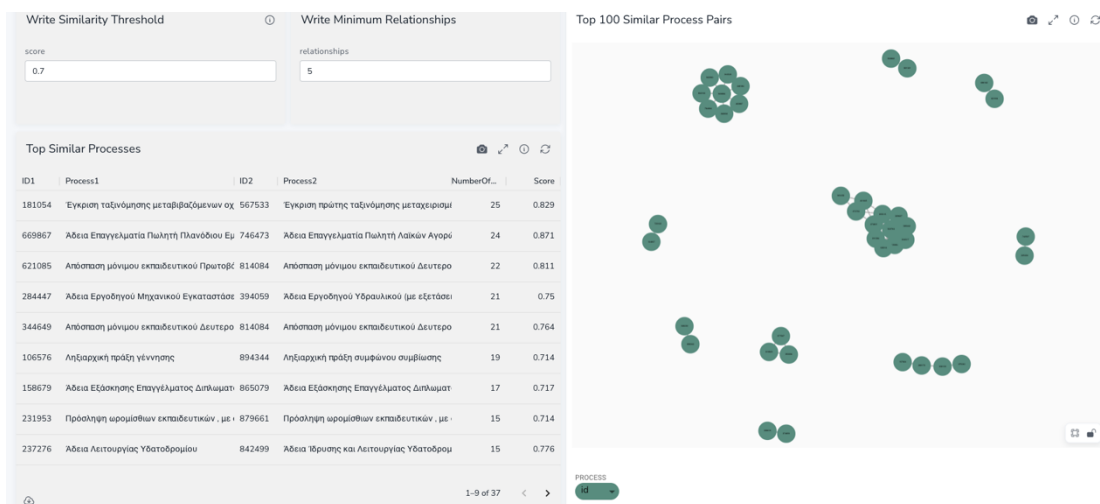 Write Similarity Threshold
score
0.7
Write Minimum Relationships
relationships
5
Top Similar Processes
ID1 Process1 ID2 Process2 NumberOf... Score
181054 Έγκριση ταξινόμησης μεταβιβαζόμενων οχ 567533 Έγκριση πρώτης ταξινόμησης μεταχειρισμέ 25 0.829
669867 Άδεια Επαγγελματία Πωλητή Πλανόδιου Εμ 746473 Άδεια Επαγγελματία Πωλητή Λαϊκών Αγορώ 24 0.871
621085 Απόσπαση μόνιμου εκπαιδευτικού Πρωτοβά 814084 Απόσπαση μόνιμου εκπαιδευτικού Δευτερο 22 0.811
284447 Άδεια Εργοδηγού Μηχανικού Εγκαταστάσε 394059 Άδεια Εργοδηγού Υδραυλικού (με εξετάσει 21 0.75
344649 Απόσπαση μόνιμου εκπαιδευτικού Δευτερο 814084 Απόσπαση μόνιμου εκπαιδευτικού Δευτερο 21 0.764
106576 Ληξιαρχική πράξη γέννησης 894344 Ληξιαρχική πράξη συμφώνου συμβίωσης 19 0.714
158679 Άδεια Εξάσκησης Επαγγέλματος Διπλωματ 865079 Άδεια Εξάσκησης Επαγγέλματος Διπλωματ 17 0.717
231953 Πρόσληψη ωρομίσθιων εκπαιδευτικών , με 879661 Πρόσληψη ωρομίσθιων εκπαιδευτικών , με 15 0.714
237276 Άδεια Λειτουργίας Υδατοδρομίου 842499 Άδεια Ίδρυσης και Λειτουργίας Υδατοδρομ 15 0.776
1–9 of 37
Top 100 Similar Process Pairs
PROCESS
id